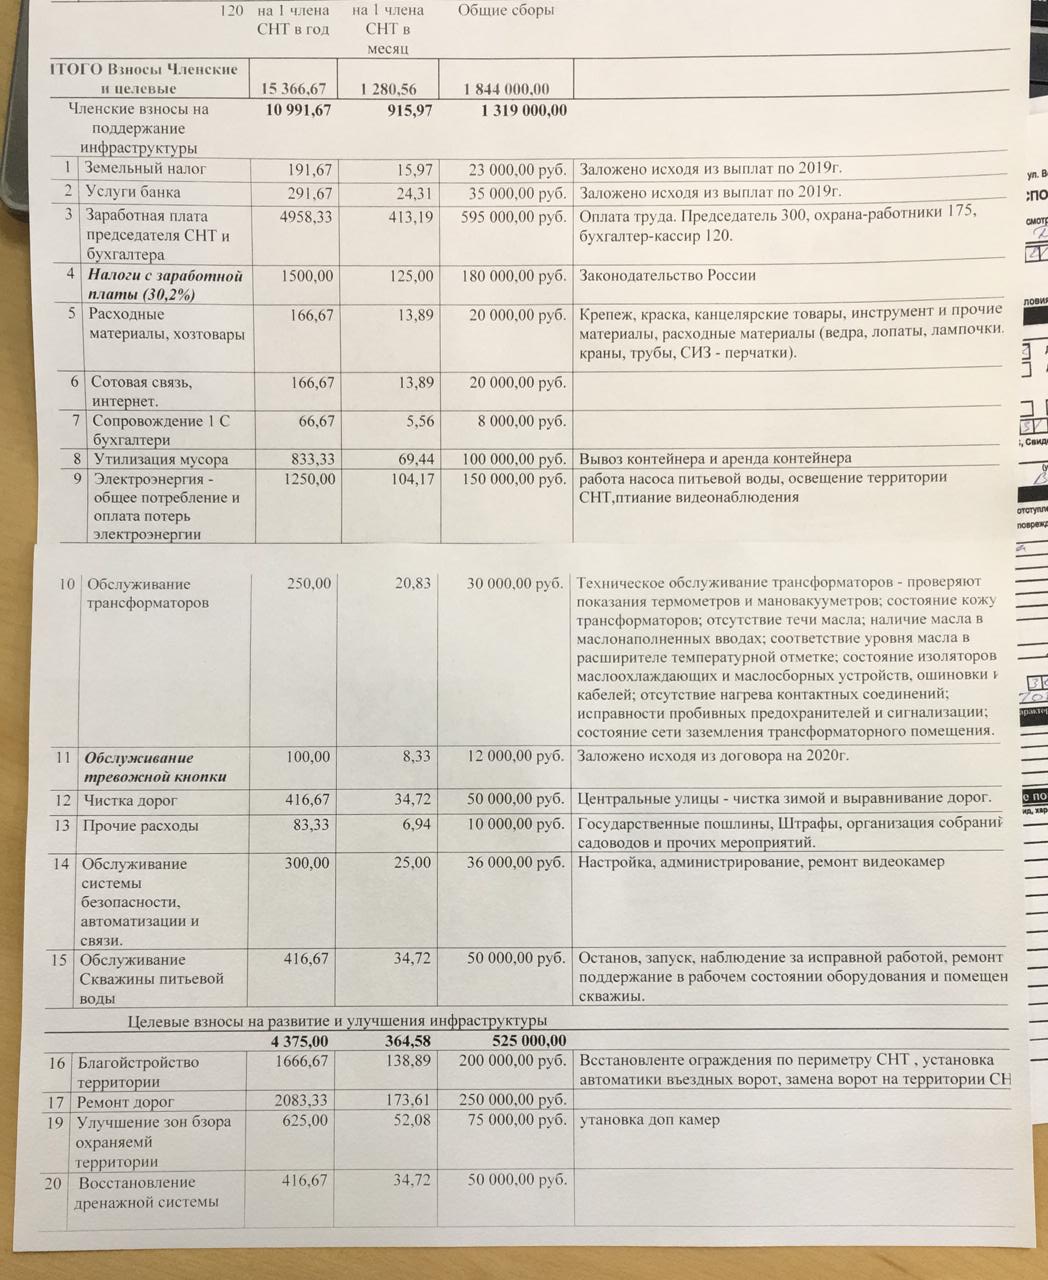 120 на 1 члена на 1 члена Общие сборы
СНТ в год СНТ в
месяц
ІТОГО Взносы Членские
и целевые 15 366,67 1 280,56 1 844 000,00
Членские взносы на 10 991,67 915,97 1 319 000,00
поддержание
инфраструктуры
1 Земельный налог 191,67 15,97 23 000,00 руб. Заложено исходя из выплат по 2019г.
2 Услуги банка 291,67 24,31 35 000,00 руб. Заложено исходя из выплат по 2019г.
3 Заработная плата 4958,33 413,19 595 000,00 руб. Оплата труда. Председатель 300, охрана-работники 175,
председателя СНТ и бухгалтер-кассир 120.
бухгалтера
4 Налоги с заработной 1500,00 125,00 180 000,00 руб. Законодательство России
платы (30,2%)
5 Расходные 166,67 13,89 20 000,00 руб. Крепеж, краска, канцелярские товары, инструмент и прочие
материалы, хозтовары материалы, расходные материалы (ведра, лопаты, лампочки.
краны, трубы, СИЗ - перчатки).
6 Сотовая связь, 166,67 13,89 20 000,00 руб.
интернет.
7 Сопровождение 1 С 66,67 5,56 8 000,00 руб.
бухгалтери
8 Утилизация мусора 833,33 69,44 100 000,00 руб. Вывоз контейнера и аренда контейнера
9 Электроэнергия - 1250,00 104,17 150 000,00 руб. работа насоса питьевой воды, освещение территории
общее потребление и СНТ,птиание видеонаблюдения
оплата потерь
электроэнергии
10 Обслуживание 250,00 20,83 30 000,00 руб. Техническое обслуживание трансформаторов - проверяют
трансформаторов показания термометров и мановакууметров; состояние кожу
трансформаторов; отсутствие течи масла; наличие масла в
маслонаполненных вводах; соответствие уровня масла в
расширителе температурной отметке; состояние изоляторов
маслоохлаждающих и маслосборных устройств, ошиновки и
кабелей; отсутствие нагрева контактных соединений;
исправности пробивных предохранителей и сигнализации;
состояние сети заземления трансформаторного помещения.
11 Обслуживание 100,00 8,33 12 000,00 руб. Заложено исходя из договора на 2020г.
тревожной кнопки
12 Чистка дорог 416,67 34,72 50 000,00 руб. Центральные улицы - чистка зимой и выравнивание дорог.
13 Прочие расходы 83,33 6,94 10 000,00 руб. Государственные пошлины, Штрафы, организация собраний
садоводов и прочих мероприятий.
14 Обслуживание 300,00 25,00 36 000,00 руб. Настройка, администрирование, ремонт видеокамер
системы
безопасности,
автоматизации и
связи.
15 Обслуживание 416,67 34,72 50 000,00 руб. Останов, запуск, наблюдение за исправной работой, ремонт
Скважины питьевой поддержание в рабочем состоянии оборудования и помещен
воды скважиы.
Целевые взносы на развитие и улучшения инфраструктуры
4 375,00 364,58 525 000,00
16 Благойстройство 1666,67 138,89 200 000,00 руб. Всстановленте ограждения по периметру СНТ , установка
территории автоматики въездных ворот, замена ворот на территории СН
17 Ремонт дорог 2083,33 173,61 250 000,00 руб.
19 Улучшение зон бзора 625,00 52,08 75 000,00 руб. утановка доп камер
охраняемй
территории
20 Восстановление 416,67 34,72 50 000,00 руб.
дренажной системы